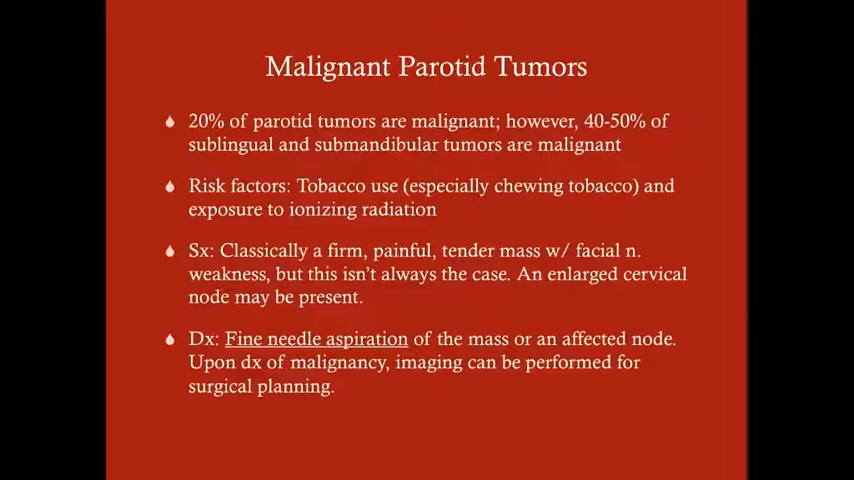 Malignant Parotid Tumors
20% of parotid tumors are malignant; however, 40-50% of
sublingual and submandibular tumors are malignant
Risk factors: Tobacco use (especially chewing tobacco) and
exposure to ionizing radiation
Sx: Classically a firm, painful, tender mass w/ facial n.
weakness, but this isn't always the case. An enlarged cervical
node may be present.
Dx: Fine needle aspiration of the mass or an affected node.
Upon dx of malignancy, imaging can be performed for
surgical planning.